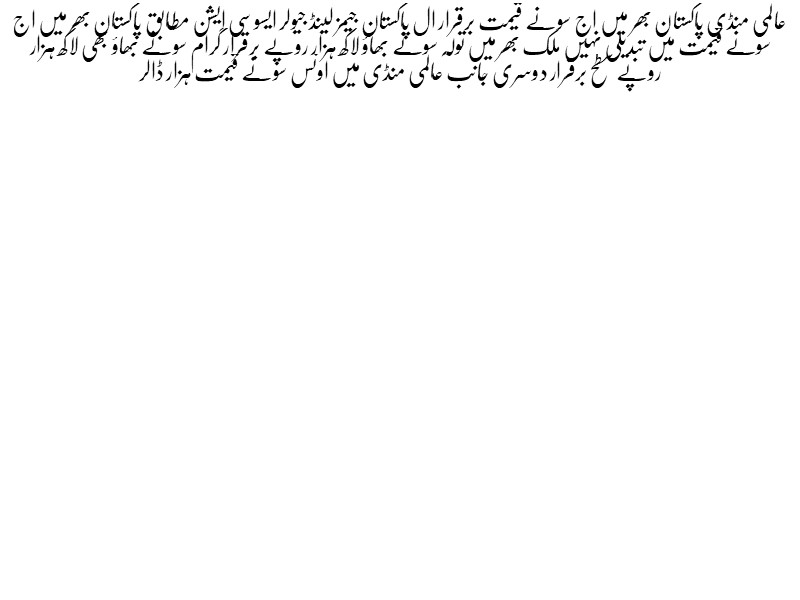 عالمی منڈی پاکستان بھر میں اج سونے قیمت برقرار ال پاکستان جیمز لینڈ جیولر ایسوسی ایشن مطابق پاکستان بھر میں اج
سونے قیمت میں تبدیلی نہیں ملک بھر میں تولہ سونے بھاؤ لاکھ ہزار روپے برقرار گرام سونے بھاؤ بھی لاکھ ہزار
روپے سطح برقرار دوسری جانب عالمی منڈی میں اونس سونے قیمت ہزار ڈالر